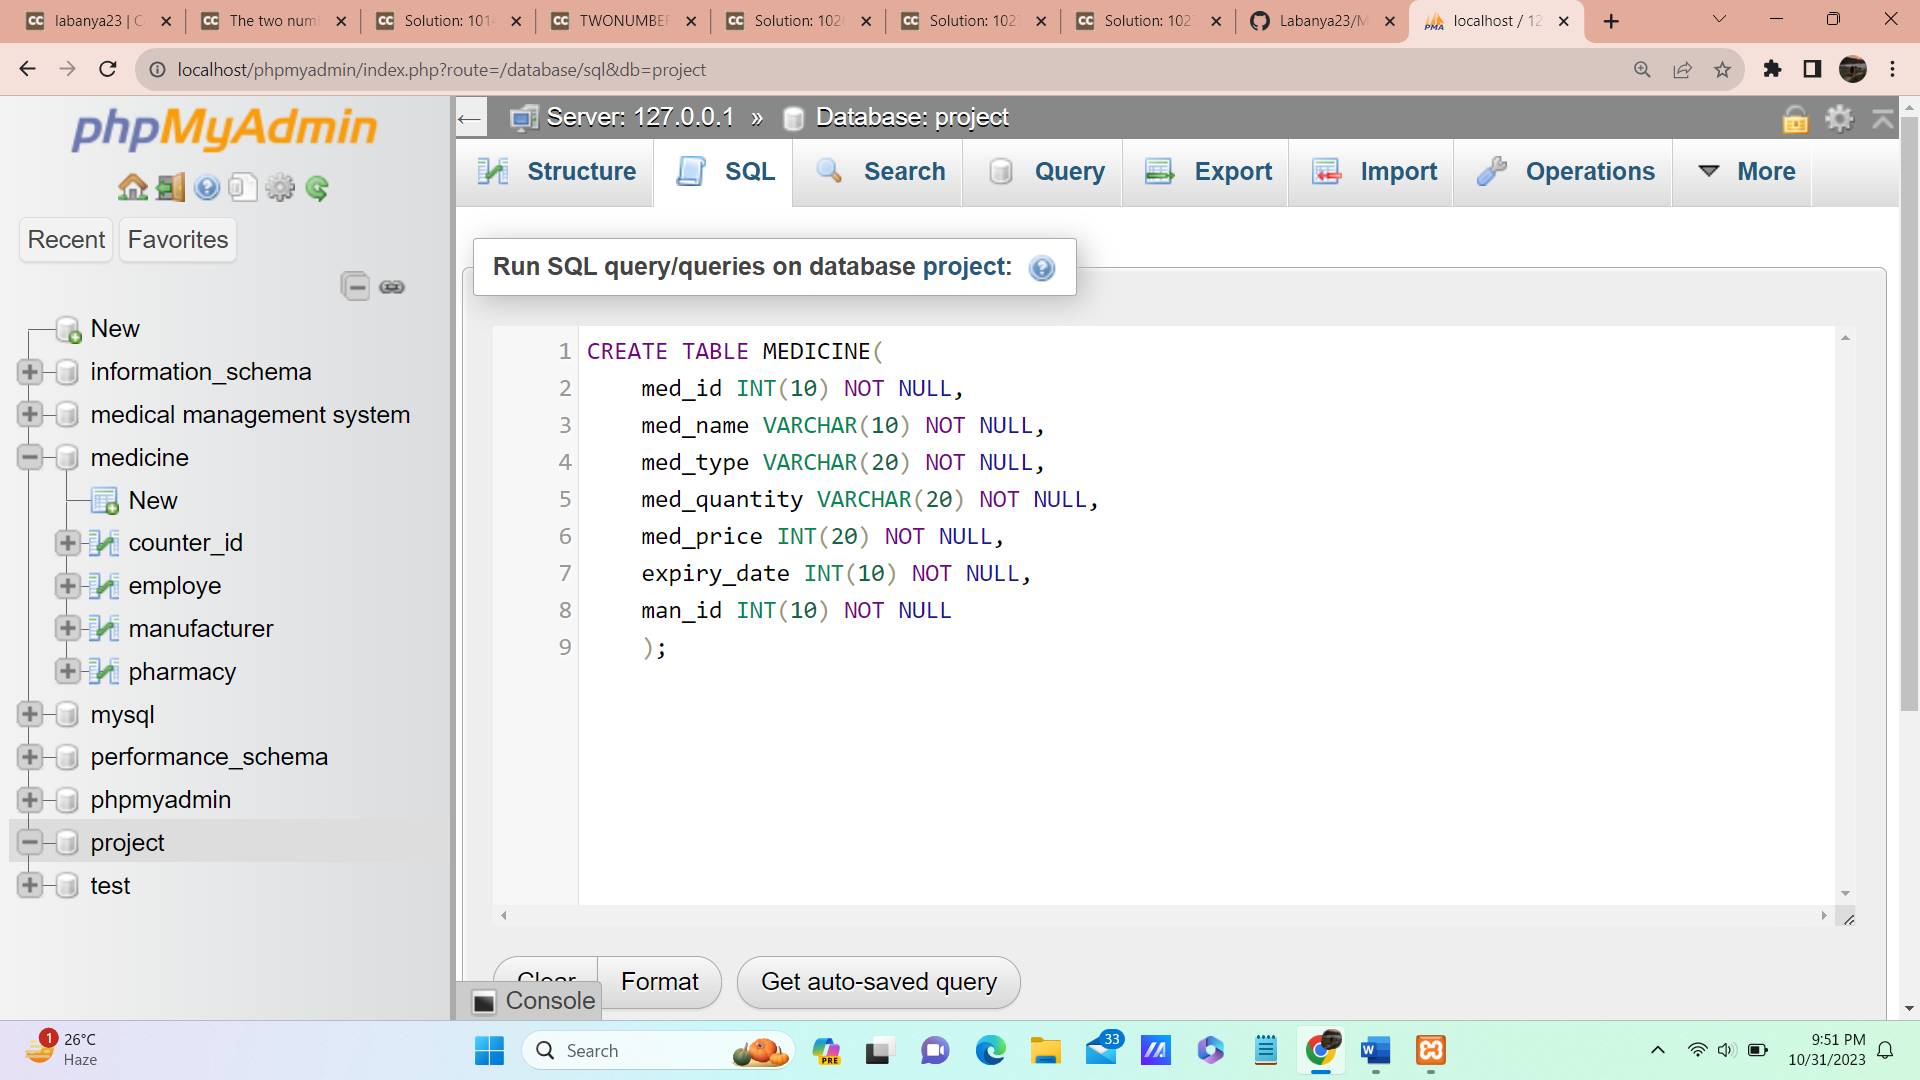 labanya23 | C
The two num
Solution: 101
TWONUMBE
Solution: 102
Solution: 102
Solution: 102
Labanya23/M
localhost / 12
localhost/phpmyadmin/index.php?route=/database/sql&db=project
phpMyAdmin
Recent
Favorites
New
information_schema
medical management system
medicine
New
counter_id
employe
manufacturer
pharmacy
mysql
performance_schema
phpmyadmin
project
test
Server: 127.0.0.1 » Database: project
Structure
SQL
Search
Query
Export
Import
Operations
More
Run SQL query/queries on database project:
1 CREATE TABLE MEDICINE(
2 med_id INT(10) NOT NULL,
3 med_name VARCHAR(10) NOT NULL,
4 med_type VARCHAR(20) NOT NULL,
5 med_quantity VARCHAR(20) NOT NULL,
6 med_price INT(20) NOT NULL,
7 expiry_date INT(10) NOT NULL,
8 man_id INT(10) NOT NULL
9 );
Clear
Format
Get auto-saved query
Console
1
26°C
Haze
Search
PRE
33
9:51 PM
10/31/2023